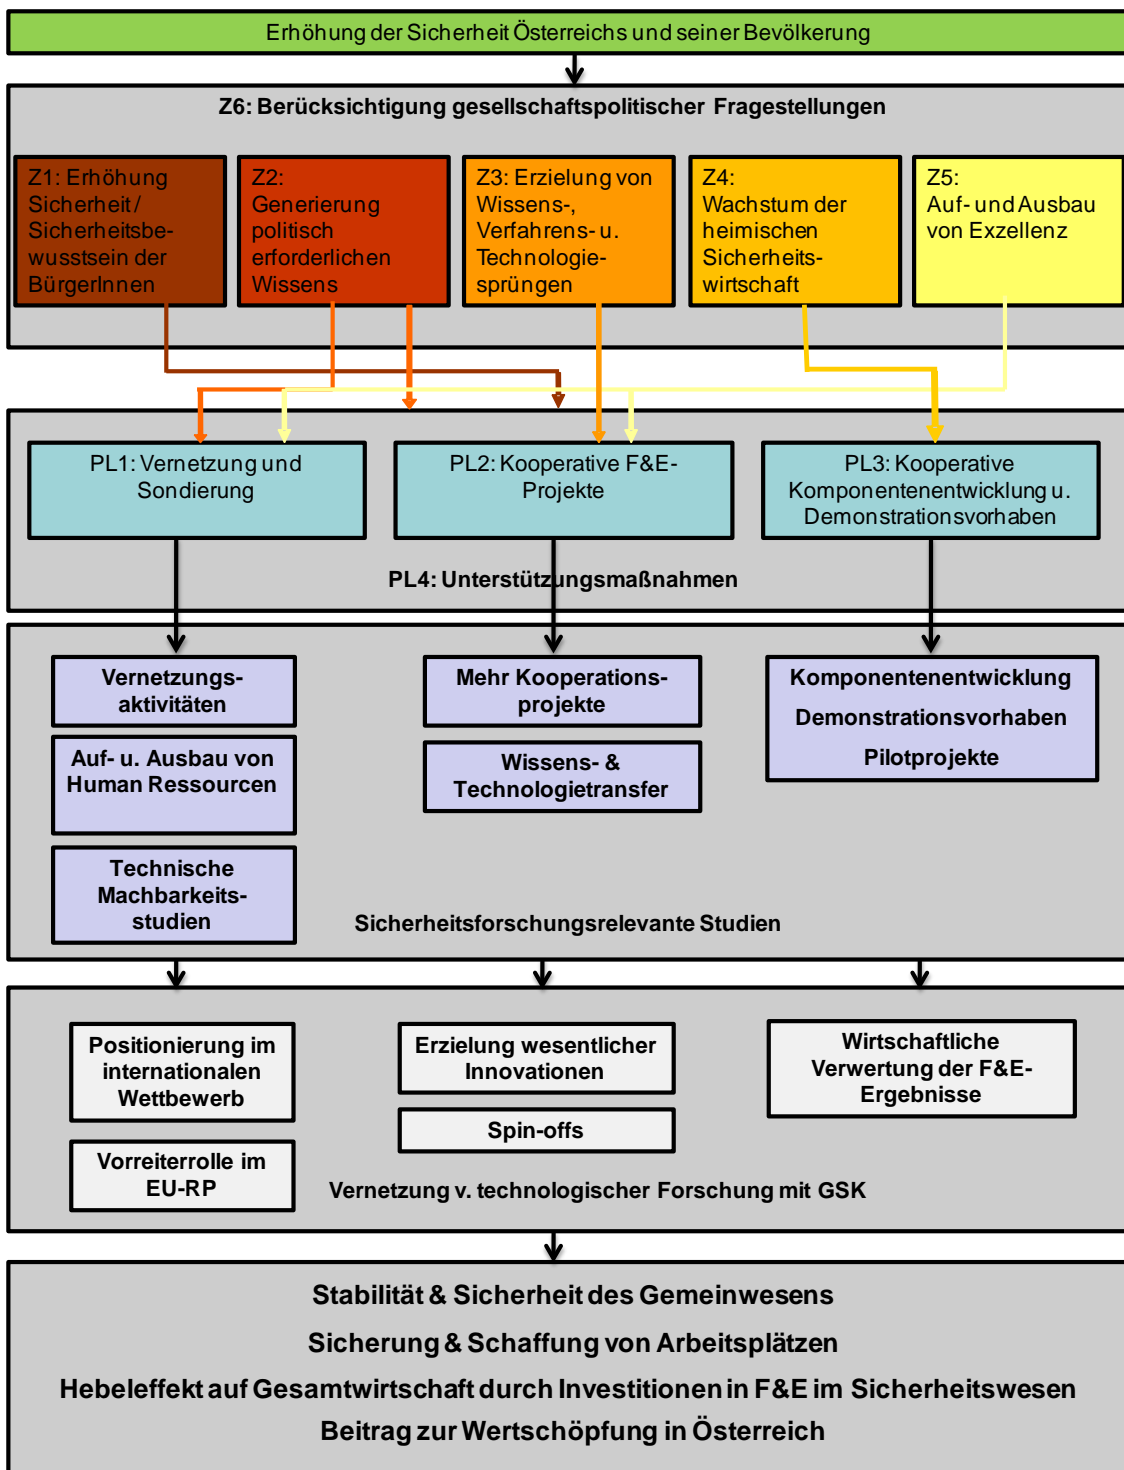 Erhöhung der Sicherheit Österreichs und seiner Bevölkerung
Z6: Berücksichtigung gesellschaftspolitischer Fragestellungen
Z1: Erhöhung
Sicherheit /
Sicherheitsbe-
wusstsein der
BürgerInnen
Z2:
Generierung
politisch
erforderlichen
Wissens
Z3: Erzielung von
Wissens-,
Verfahrens- u.
Technologie-
sprüngen
Z4:
Wachstum der
heimischen
Sicherheits-
wirtschaft
Z5:
Auf- und Ausbau
von Exzellenz
PL1: Vernetzung und
Sondierung
PL2: Kooperative F&E-
Projekte
PL3: Kooperative
Komponentenentwicklung u.
Demonstrationsvorhaben
PL4: Unterstützungsmaßnahmen
Vernetzungs-
aktivitäten
Auf- u. Ausbau von
Human Ressourcen
Technische
Machbarkeits-
studien
Mehr Kooperations-
projekte
Wissens- &
Technologietransfer
Komponentenentwicklung
Demonstrationsvorhaben
Pilotprojekte
Sicherheitsforschungsrelevante Studien
Positionierung im
internationalen
Wettbewerb
Vorreiterrolle im
EU-RP
Erzielung wesentlicher
Innovationen
Spin-offs
Wirtschaftliche
Verwertung der F&E-
Ergebnisse
Vernetzung v. technologischer Forschung mit GSK
Stabilität & Sicherheit des Gemeinwesens
Sicherung & Schaffung von Arbeitsplätzen
Hebeleffekt auf Gesamtwirtschaft durch Investitionen in F&E im Sicherheitswesen
Beitrag zur Wertschöpfung in Österreich